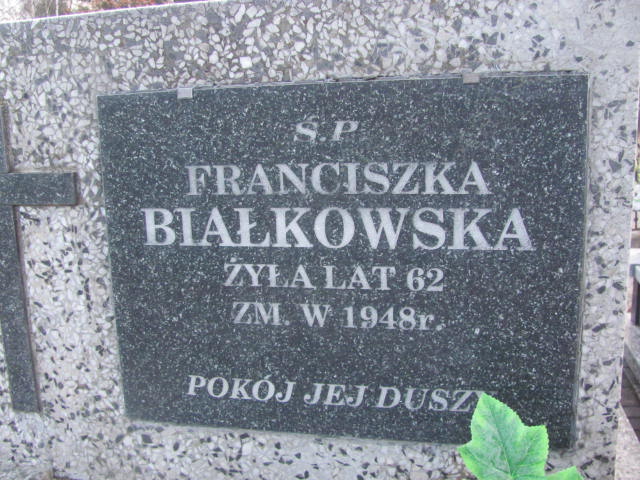 Ś.P
FRANCISZKA
BIAŁKOWSKA
ŻYŁA LAT 62
ZM. W 1948r.
POKÓJ JEJ DUSZY